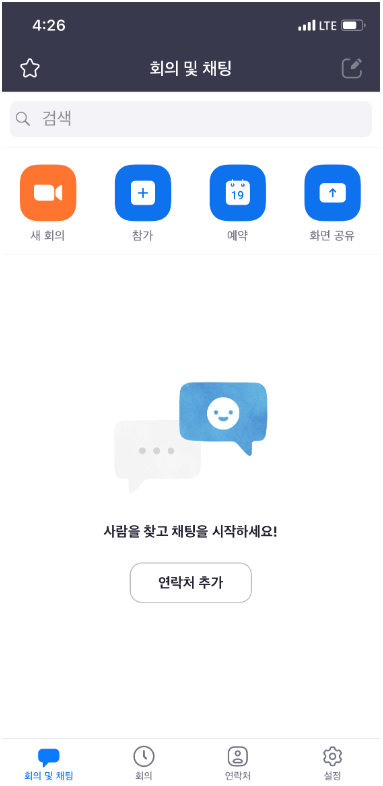 4:26
LTE
회의 및 채팅
검색
19
새 회의
참가
예약
화면 공유
사람을 찾고 채팅을 시작하세요!
연락처 추가
회의 및 채팅
회의
연락처
설정